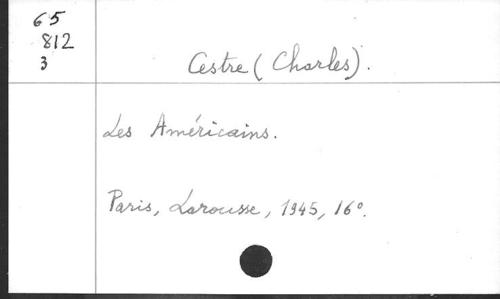 65
812
3
Cestre (Charles).
Les Américains.
Paris, Larousse, 1945, 16°.